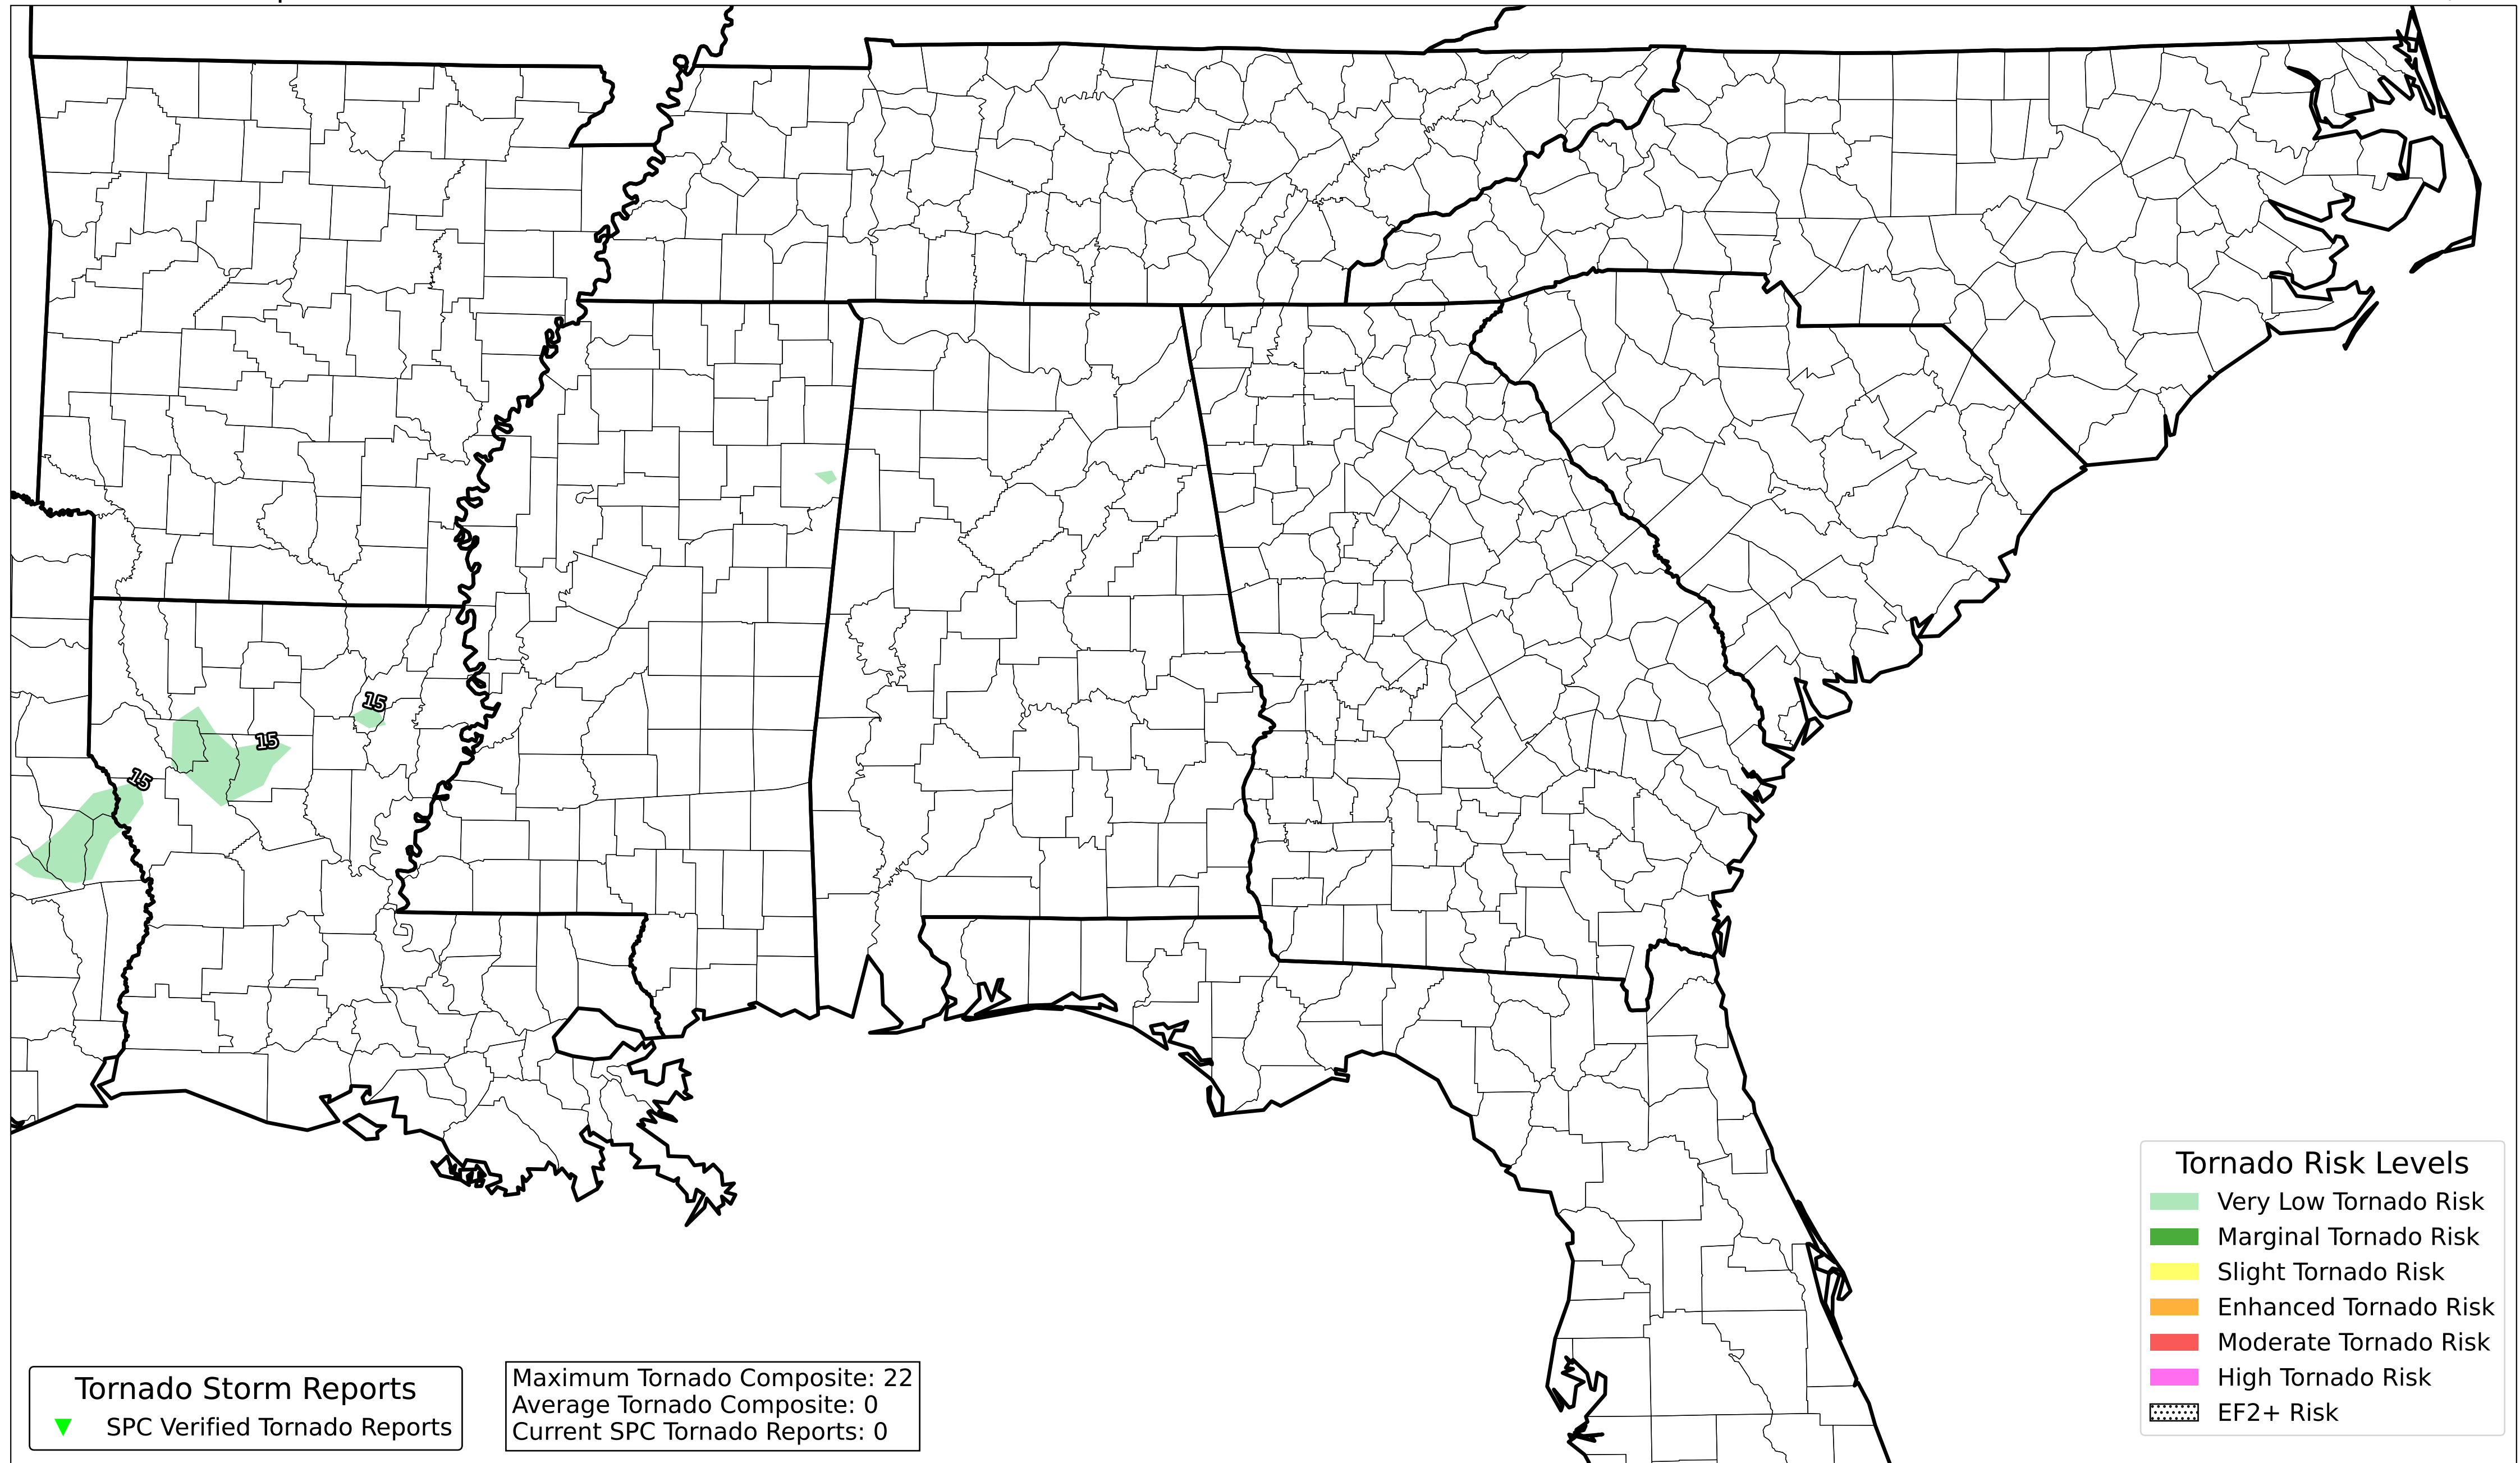 15
15
15
Tornado Risk Levels
Very Low Tornado Risk
Marginal Tornado Risk
Slight Tornado Risk
Enhanced Tornado Risk
Moderate Tornado Risk
High Tornado Risk
EF2+ Risk
Tornado Storm Reports
SPC Verified Tornado Reports
Maximum Tornado Composite: 22
Average Tornado Composite: 0
Current SPC Tornado Reports: 0